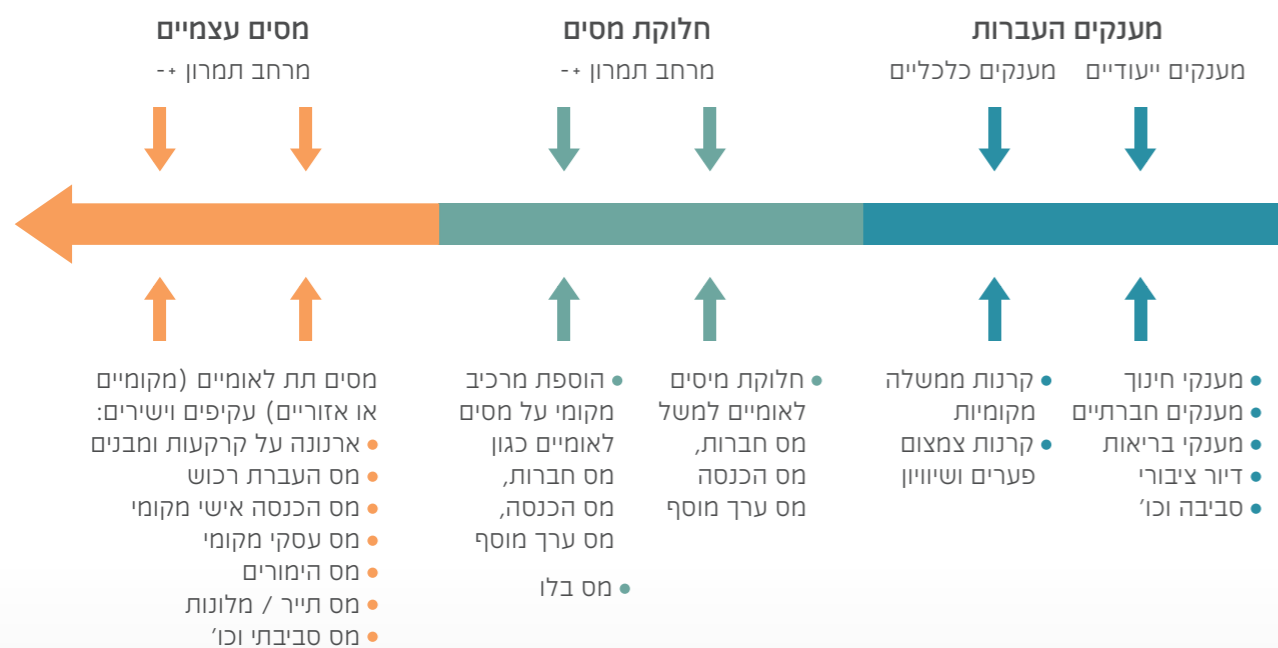 מענקים העברות
מענקים ייעודיים
מענקים כלכליים
• מענקי חינוך
• מענקים חברתיים
• מענקי בריאות
• דיור ציבורי
• סביבה וכו׳
• קרנות ממשלה
מקומיות
• קרנות צמצום
פערים ושיוויון
חלוקת מסים
מרחב תמרון +-
• חלוקת מיסים
לאומיים למשל
מס חברות,
מס הכנסה
מס ערך מוסף
• הוספת מרכיב
מקומי על מסים
לאומיים כגון
מס חברות,
מס הכנסה,
מס ערך מוסף
• מס בלו
מסים עצמיים
מרחב תמרון +-
מסים תת לאומיים (מקומיים
או אזוריים) עקיפים וישירים:
• ארנונה על קרקעות ומבנים
• מס העברת רכוש
• מס הכנסה אישי מקומי
• מס עסקי מקומי
• מס הימורים
• מס תייר / מלונות
• מס סביבתי וכו׳